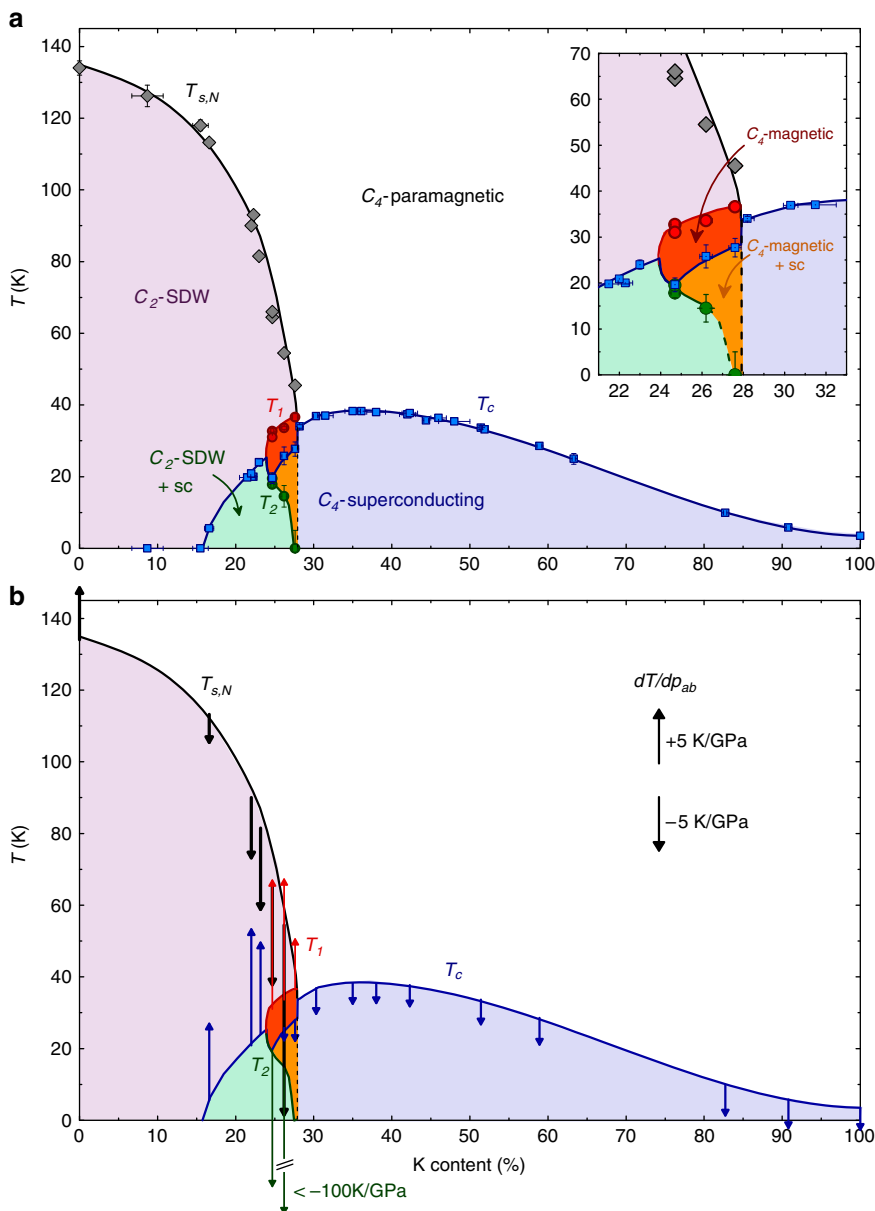 a
140
120
100
80
60
40
20
0
T (K)
T_{s,N}
C_2-SDW
C_4-paramagnetic
C_2-SDW
+ sc
T_1
T_2
T_c
C_4-superconducting
0 10 20 30 40 50 60 70 80 90 100
70
60
50
40
30
20
10
0
C_4-magnetic
C_4-magnetic
+ sc
22 24 26 28 30 32
b
140
120
100
80
60
40
20
0
T (K)
T_{s,N}
dT/dp_{ab}
+5 K/GPa
−5 K/GPa
T_1
T_c
T_2
0 10 20 30 40 50 60 70 80 90 100
K content (%)
< −100K/GPa